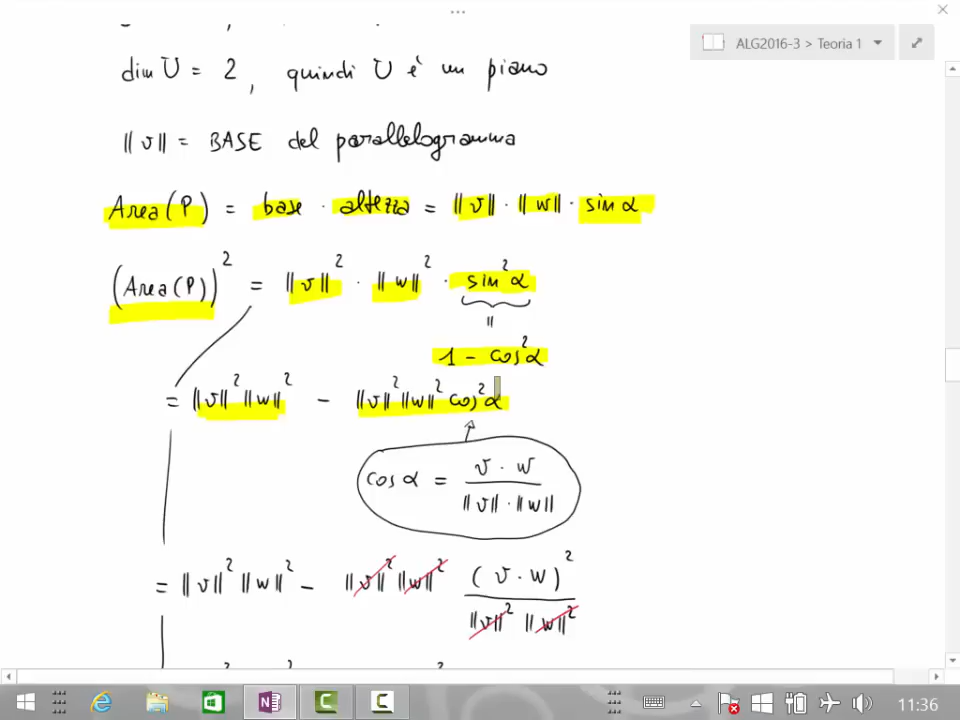 ALG2016-3 > Teoria 1
dim U = 2, quindi U è un piano
||v|| = BASE del parallelogramma
Area(P) = base · altezza = ||v|| · ||w|| · sin α
(Area(P))² = ||v||² · ||w||² · sin²α
=
1 - cos²α
= ||v||² ||w||² - ||v||² ||w||² cos²α
cos α = v · w / ||v|| · ||w||
= ||v||² ||w||² - ||v||² ||w||² (v · w)² / ||v||² ||w||²
11:36